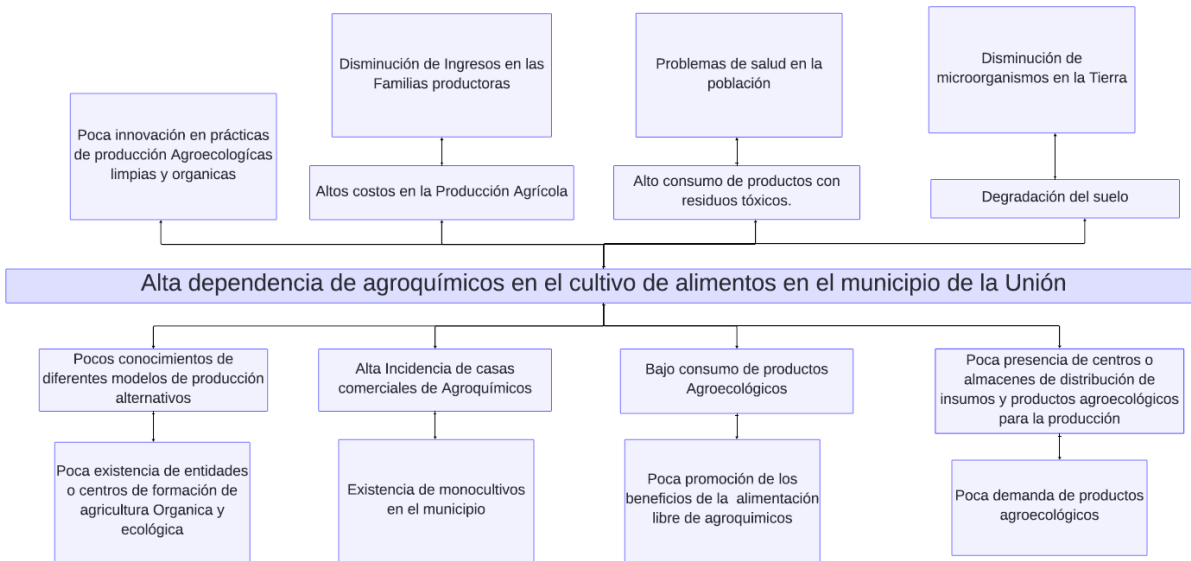 Disminución de Ingresos en las
Familias productoras
Problemas de salud en la
población
Disminución de
microorganismos en la Tierra
Poca innovación en prácticas
de producción Agroecologícas
limpias y organicas
Altos costos en la Producción Agrícola
Alto consumo de productos con
residuos tóxicos.
Degradación del suelo
Alta dependencia de agroquímicos en el cultivo de alimentos en el municipio de la Unión
Pocos conocimientos de
diferentes modelos de producción
alternativos
Alta Incidencia de casas
comerciales de Agroquímicos
Bajo consumo de productos
Agroecológicos
Poca presencia de centros o
almacenes de distribución de
insumos y productos agroecológicos
para la producción
Poca existencia de entidades
o centros de formación de
agricultura Organica y
ecológica
Existencia de monocultivos
en el municipio
Poca promoción de los
beneficios de la alimentación
libre de agroquimicos
Poca demanda de productos
agroecológicos